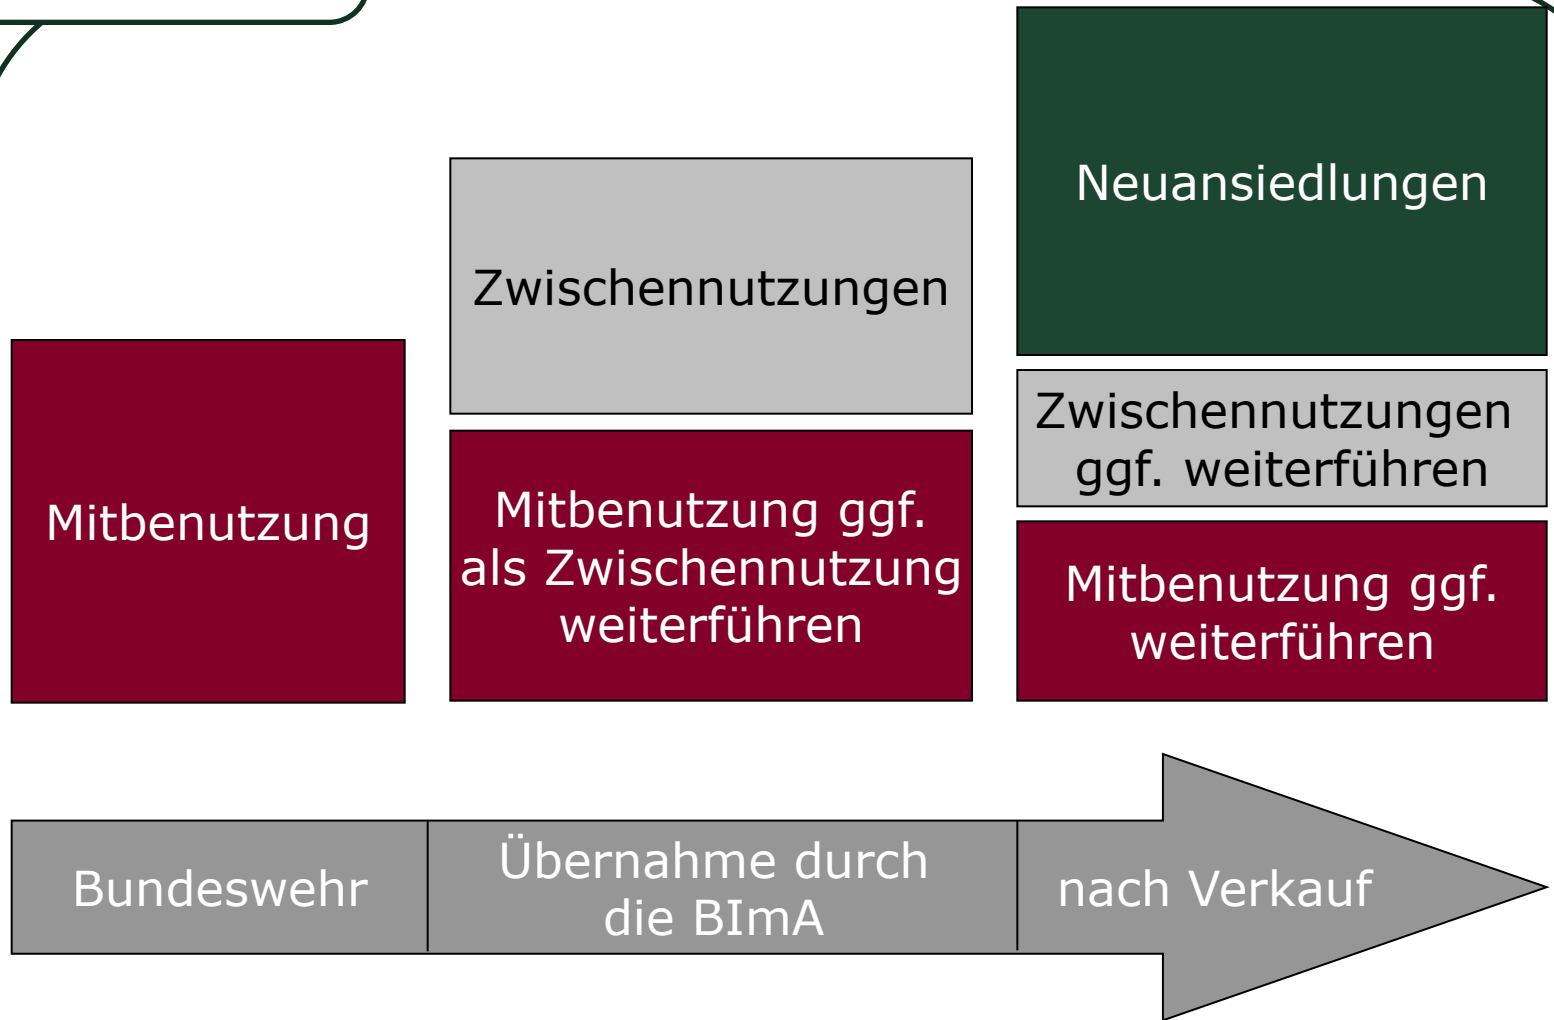 Neuansiedlungen
Zwischennutzungen
Zwischennutzungen
ggf. weiterführen
Mitbenutzung
Mitbenutzung ggf.
als Zwischennutzung
weiterführen
Mitbenutzung ggf.
weiterführen
Bundeswehr
Übernahme durch
die BImA
nach Verkauf